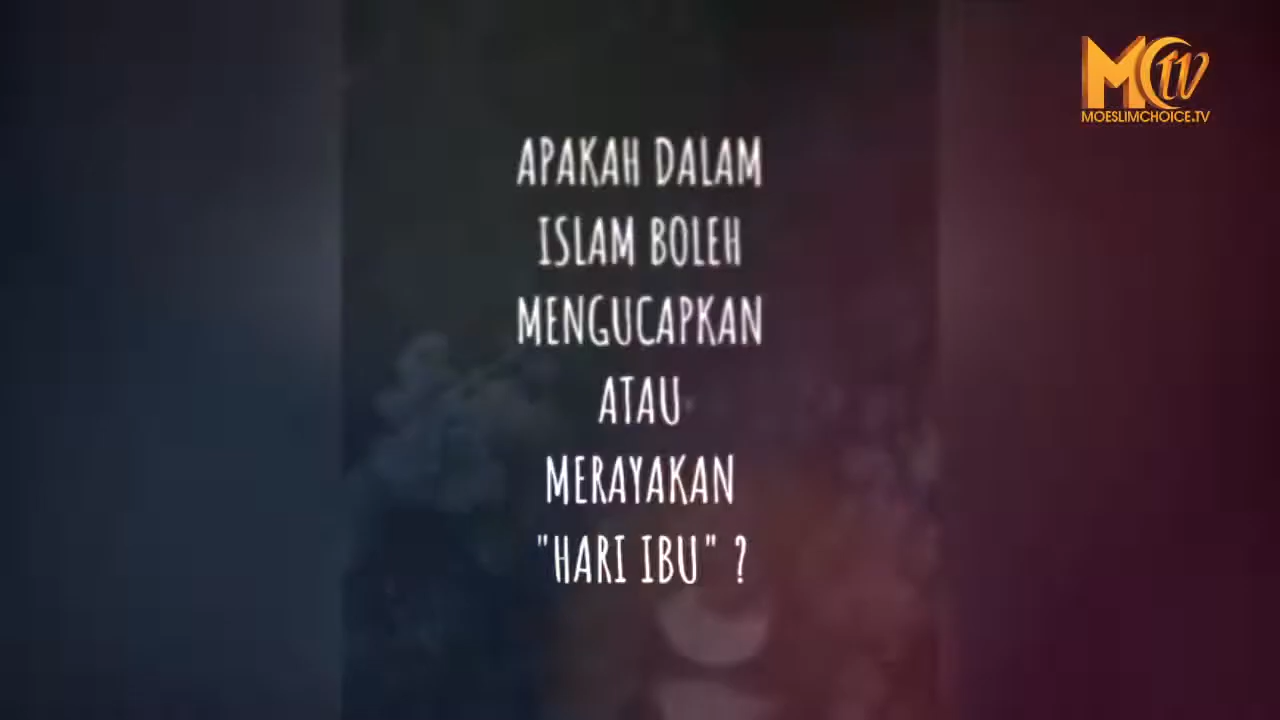 MCTV
MOESLIMCHOICE.TV
APAKAH DALAM
ISLAM BOLEH
MENGUCAPKAN
ATAU
MERAYAKAN
"HARI IBU" ?